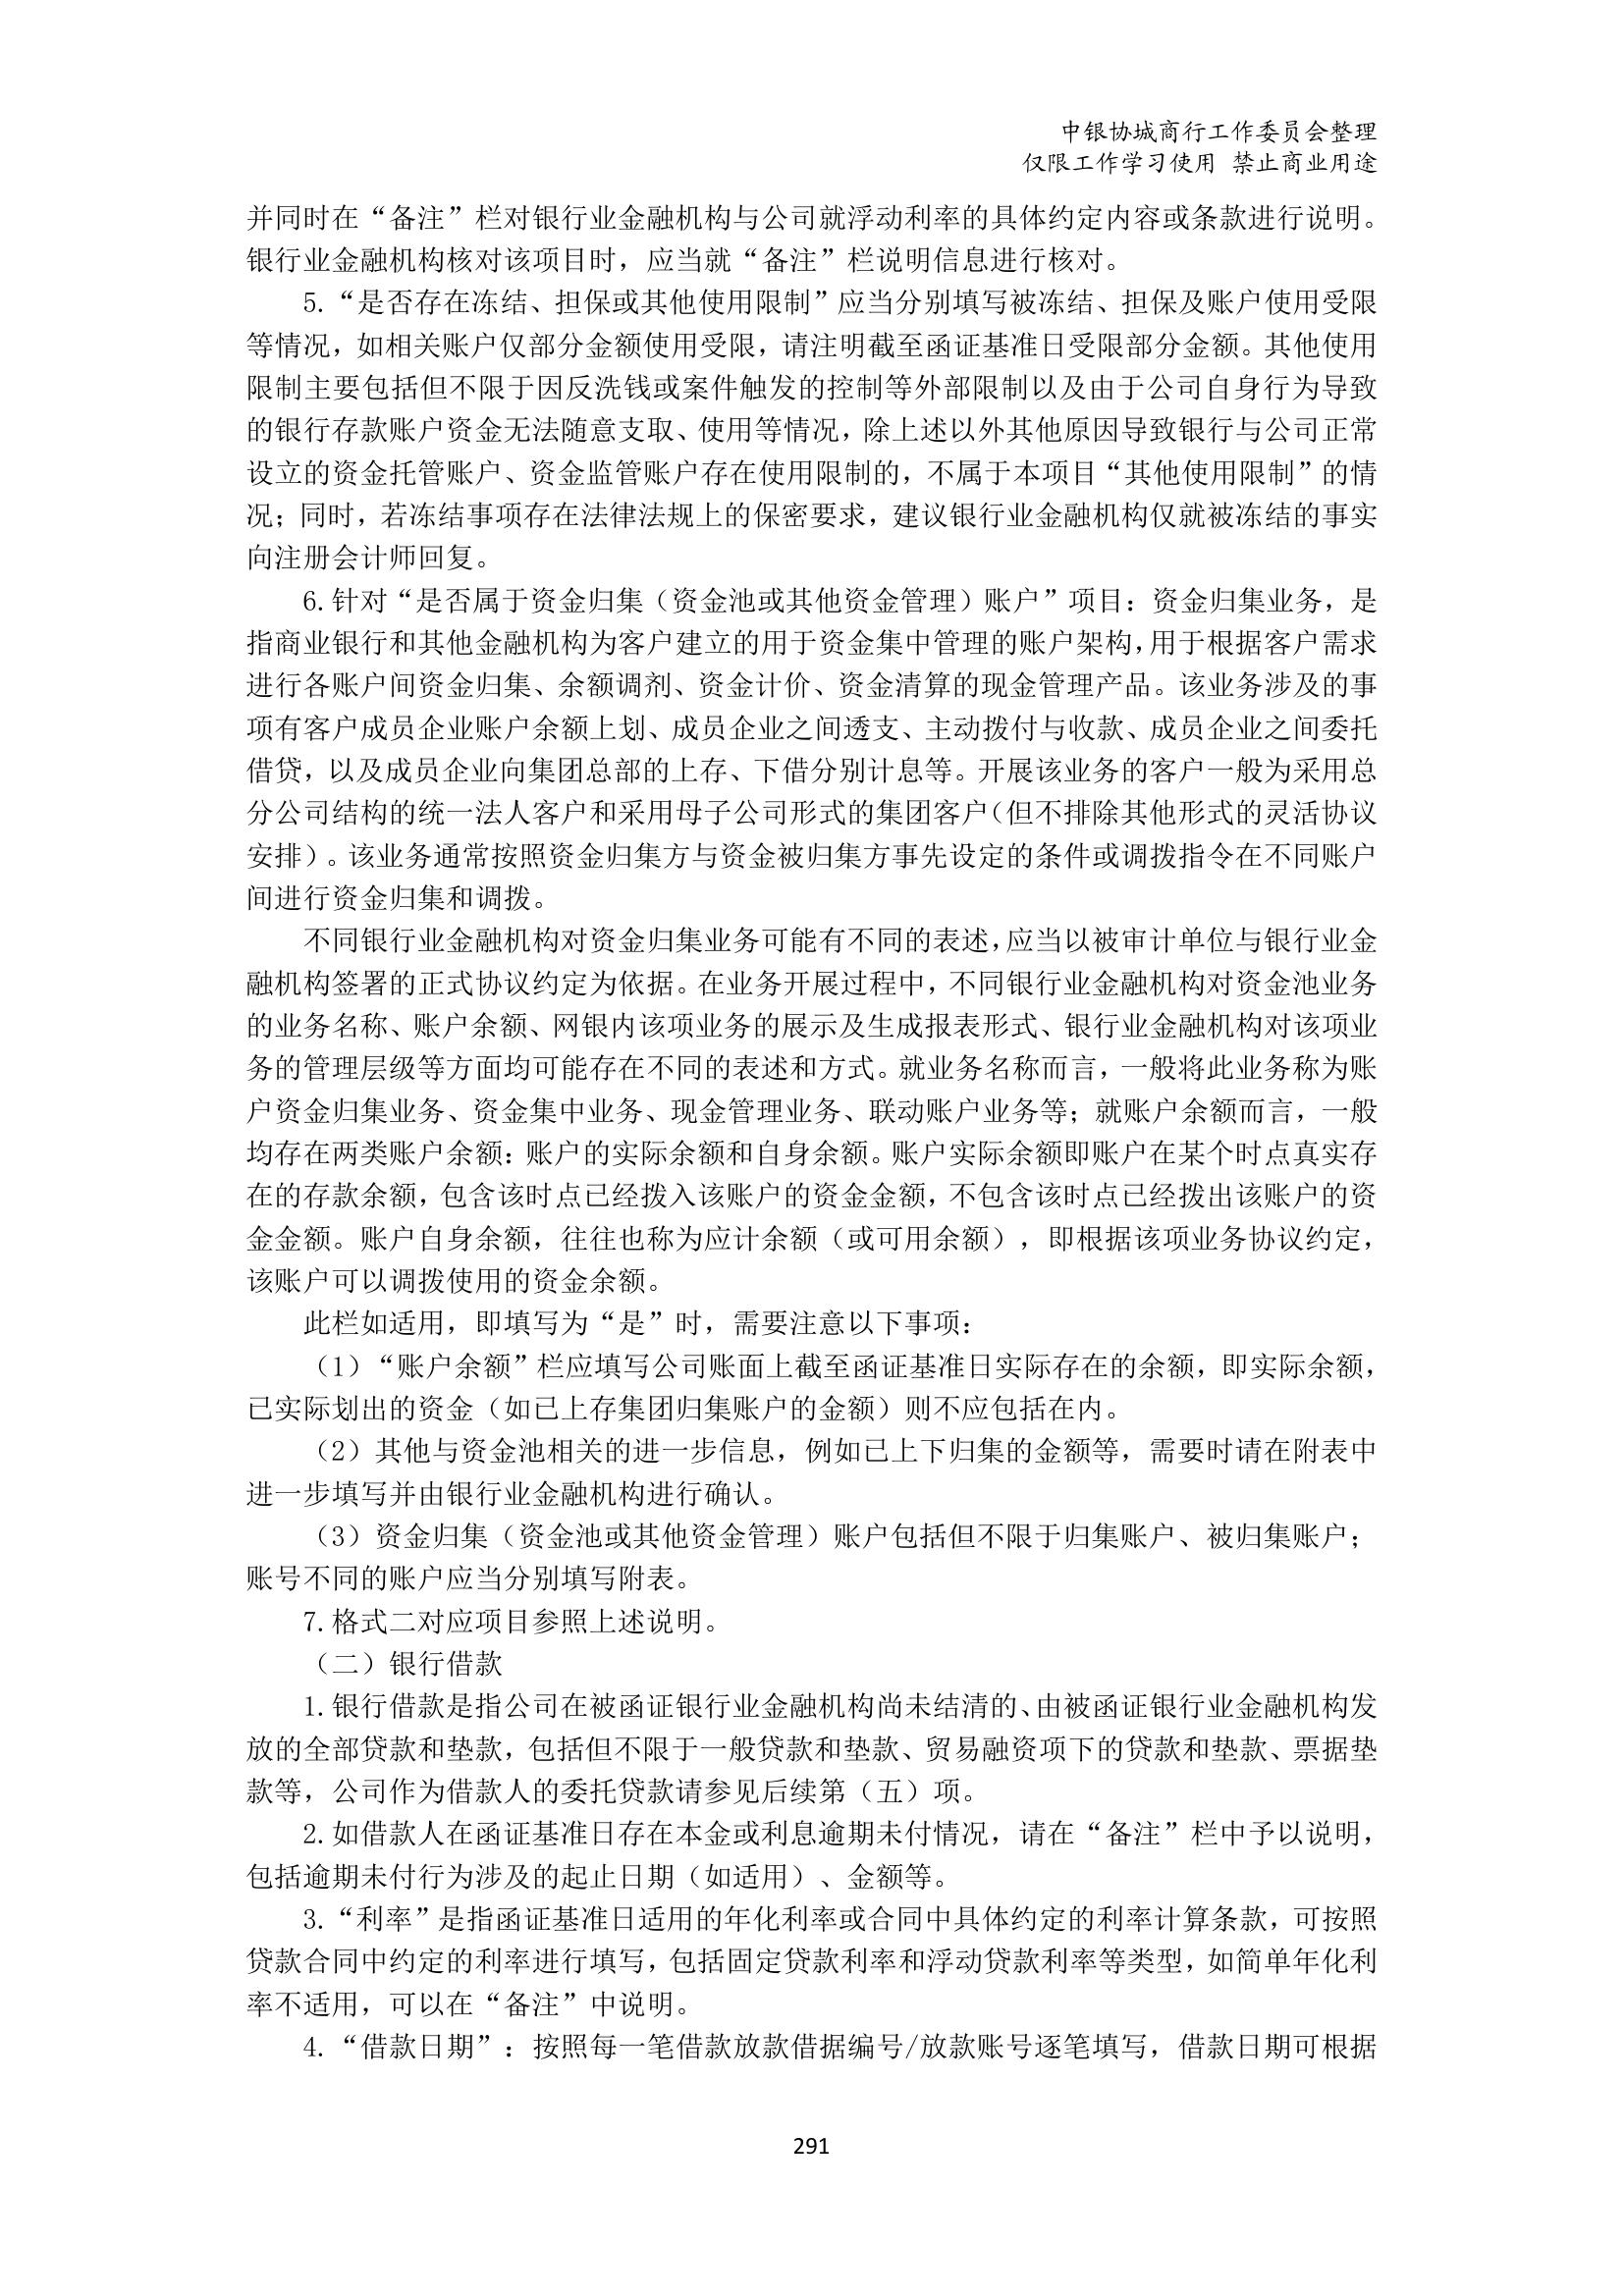 中银协城商行工作委员会整理
仅限工作学习使用 禁止商业用途
并同时在“备注”栏对银行业金融机构与公司就浮动利率的具体约定内容或条款进行说明。
银行业金融机构核对该项目时，应当就“备注”栏说明信息进行核对。
5.“是否存在冻结、担保或其他使用限制”应当分别填写被冻结、担保及账户使用受限
等情况，如相关账户仅部分金额使用受限，请注明截至函证基准日受限部分金额。其他使用
限制主要包括但不限于因反洗钱或案件触发的控制等外部限制以及由于公司自身行为导致
的银行存款账户资金无法随意支取、使用等情况，除上述以外其他原因导致银行与公司正常
设立的资金托管账户、资金监管账户存在使用限制的，不属于本项目“其他使用限制”的情
况；同时，若冻结事项存在法律法规上的保密要求，建议银行业金融机构仅就被冻结的事实
向注册会计师回复。
6.针对“是否属于资金归集（资金池或其他资金管理）账户”项目：资金归集业务，是
指商业银行和其他金融机构为客户建立的用于资金集中管理的账户架构，用于根据客户需求
进行各账户间资金归集、余额调剂、资金计价、资金清算的现金管理产品。该业务涉及的事
项有客户成员企业账户余额上划、成员企业之间透支、主动拨付与收款、成员企业之间委托
借贷，以及成员企业向集团总部的上存、下借分别计息等。开展该业务的客户一般为采用总
分公司结构的统一法人客户和采用母子公司形式的集团客户（但不排除其他形式的灵活协议
安排）。该业务通常按照资金归集方与资金被归集方事先设定的条件或调拨指令在不同账户
间进行资金归集和调拨。
不同银行业金融机构对资金归集业务可能有不同的表述，应当以被审计单位与银行业金
融机构签署的正式协议约定为依据。在业务开展过程中，不同银行业金融机构对资金池业务
的业务名称、账户余额、网银内该项业务的展示及生成报表形式、银行业金融机构对该项业
务的管理层级等方面均可能存在不同的表述和方式。就业务名称而言，一般将此业务称为账
户资金归集业务、资金集中业务、现金管理业务、联动账户业务等；就账户余额而言，一般
均存在两类账户余额：账户的实际余额和自身余额。账户实际余额即账户在某个时点真实存
在的存款余额，包含该时点已经拨入该账户的资金金额，不包含该时点已经拨出该账户的资
金金额。账户自身余额，往往也称为应计余额（或可用余额），即根据该项业务协议约定，
该账户可以调拨使用的资金余额。
此栏如适用，即填写为“是”时，需要注意以下事项：
（1）“账户余额”栏应填写公司账面上截至函证基准日实际存在的余额，即实际余额，
已实际划出的资金（如已上存集团归集账户的金额）则不应包括在内。
（2）其他与资金池相关的进一步信息，例如已上下归集的金额等，需要时请在附表中
进一步填写并由银行业金融机构进行确认。
（3）资金归集（资金池或其他资金管理）账户包括但不限于归集账户、被归集账户；
账号不同的账户应当分别填写附表。
7.格式二对应项目参照上述说明。
（二）银行借款
1.银行借款是指公司在被函证银行业金融机构尚未结清的、由被函证银行业金融机构发
放的全部贷款和垫款，包括但不限于一般贷款和垫款、贸易融资项下的贷款和垫款、票据垫
款等，公司作为借款人的委托贷款请参见后续第（五）项。
2.如借款人在函证基准日存在本金或利息逾期未付情况，请在“备注”栏中予以说明，
包括逾期未付行为涉及的起止日期（如适用）、金额等。
3.“利率”是指函证基准日适用的年化利率或合同中具体约定的利率计算条款，可按照
贷款合同中约定的利率进行填写，包括固定贷款利率和浮动贷款利率等类型，如简单年化利
率不适用，可以在“备注”中说明。
4.“借款日期”：按照每一笔借款放款借据编号/放款账号逐笔填写，借款日期可根据
291